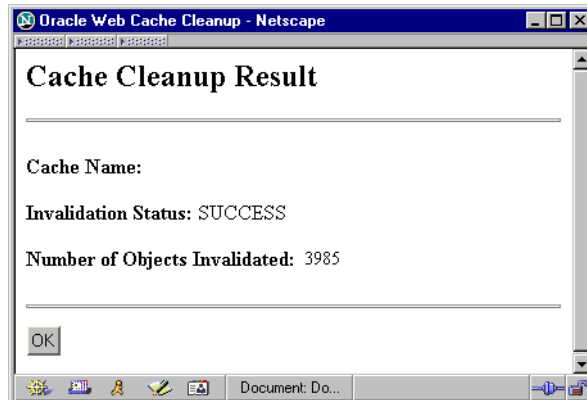 Oracle Web Cache Cleanup - Netscape
Cache Cleanup Result
Cache Name:
Invalidation Status: SUCCESS
Number of Objects Invalidated: 3985
OK
Document: Do...